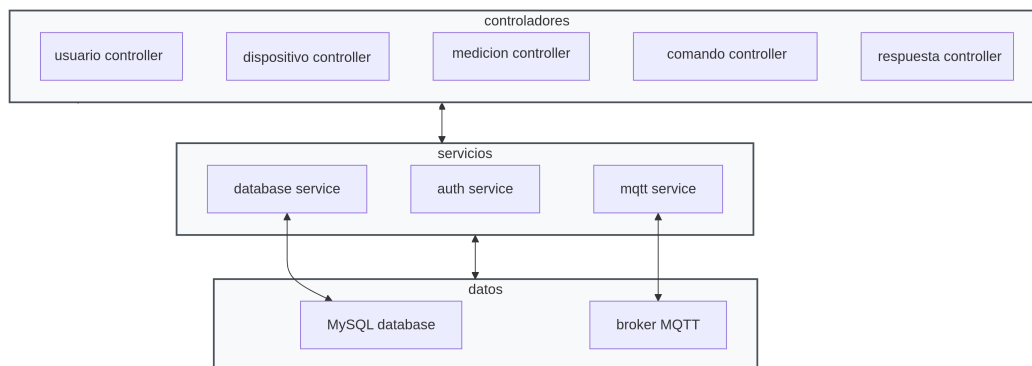 controladores
usuario controller
dispositivo controller
medicion controller
comando controller
respuesta controller
servicios
database service
auth service
mqtt service
datos
MySQL database
broker MQTT